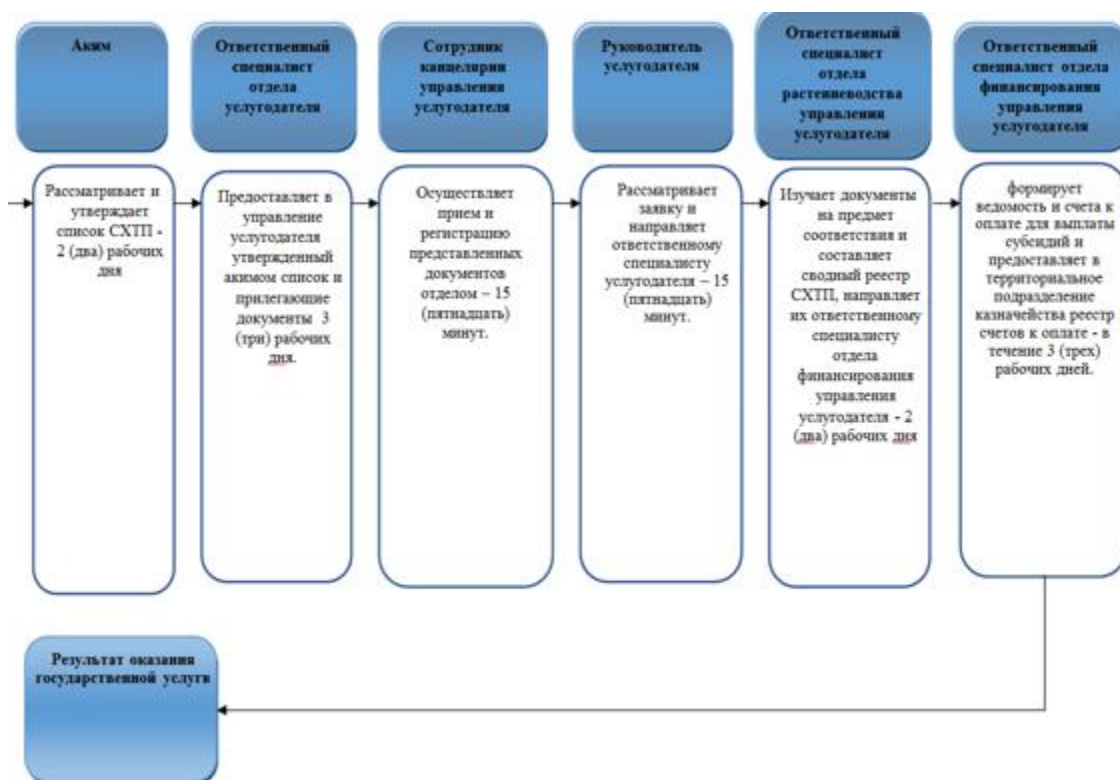 Аким
Ответственный
специалист
отдела
услугодателя
Сотрудник
канцелярии
управления
услугодателя
Руководитель
услугодателя
Ответственный
специалист
отдела
растениеводства
управления
услугодателя
Ответственный
специалист отдела
финансирования
управления
услугодателя
Рассматривает и
утверждает
список СХТП -
2 (два) рабочих
дня
Предоставляет в
управление
услугодателя
утвержденный
акимом список и
прилегающие
документы 3
(три) рабочих
дня.
Осуществляет
прием и
регистрацию
представленных
документов
отделом – 15
(пятнадцать)
минут.
Рассматривает
заявку и
направляет
ответственному
специалисту
услугодателя – 15
(пятнадцать)
минут.
Изучает документы
на предмет
соответствия и
составляет
сводный реестр
СХТП, направляет
их ответственному
специалисту
отдела
финансирования
управления
услугодателя - 2
(два) рабочих дня
формирует
ведомость и счета к
оплате для выплаты
субсидий и
предоставляет в
территориальное
подразделение
казначейства реестр
счетов к оплате - в
течение 3 (трех)
рабочих дней.
Результат оказания
государственной услуги